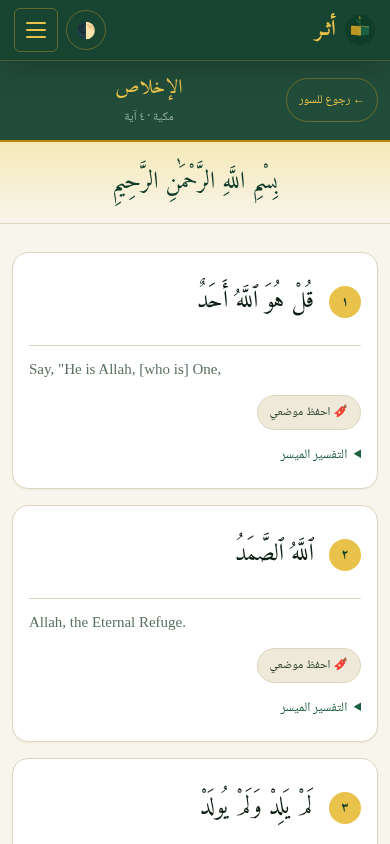 أثر
← رجوع للسور
الإخلاص
مكية · ٤ آية
بِسْمِ اللَّهِ الرَّحْمَٰنِ الرَّحِيمِ
١
قُلْ هُوَ ٱللَّهُ أَحَدٌ
Say, "He is Allah, [who is] One,
احفظ موضعي
◀ التفسير الميسر
٢
ٱللَّهُ ٱلصَّمَدُ
Allah, the Eternal Refuge.
احفظ موضعي
◀ التفسير الميسر
٣
لَمْ يَلِدْ وَلَمْ يُولَدْ